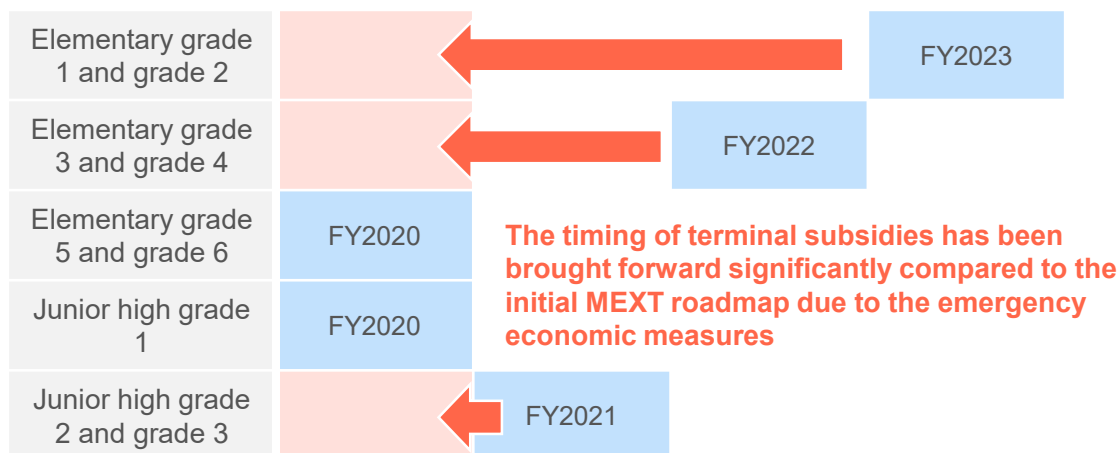 Elementary grade
1 and grade 2
FY2023
Elementary grade
3 and grade 4
FY2022
Elementary grade
5 and grade 6
FY2020
Junior high grade
1
FY2020
The timing of terminal subsidies has been
brought forward significantly compared to the
initial MEXT roadmap due to the emergency
economic measures
Junior high grade
2 and grade 3
FY2021